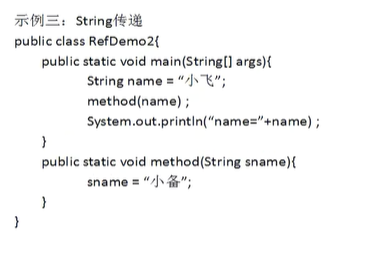 示例三：String传递
public class RefDemo2{
public static void main(String[] args){
String name = “小飞”;
method(name) ;
System.out.println(“name=”+name) ;
}
public static void method(String sname){
sname = “小备”;
}
}